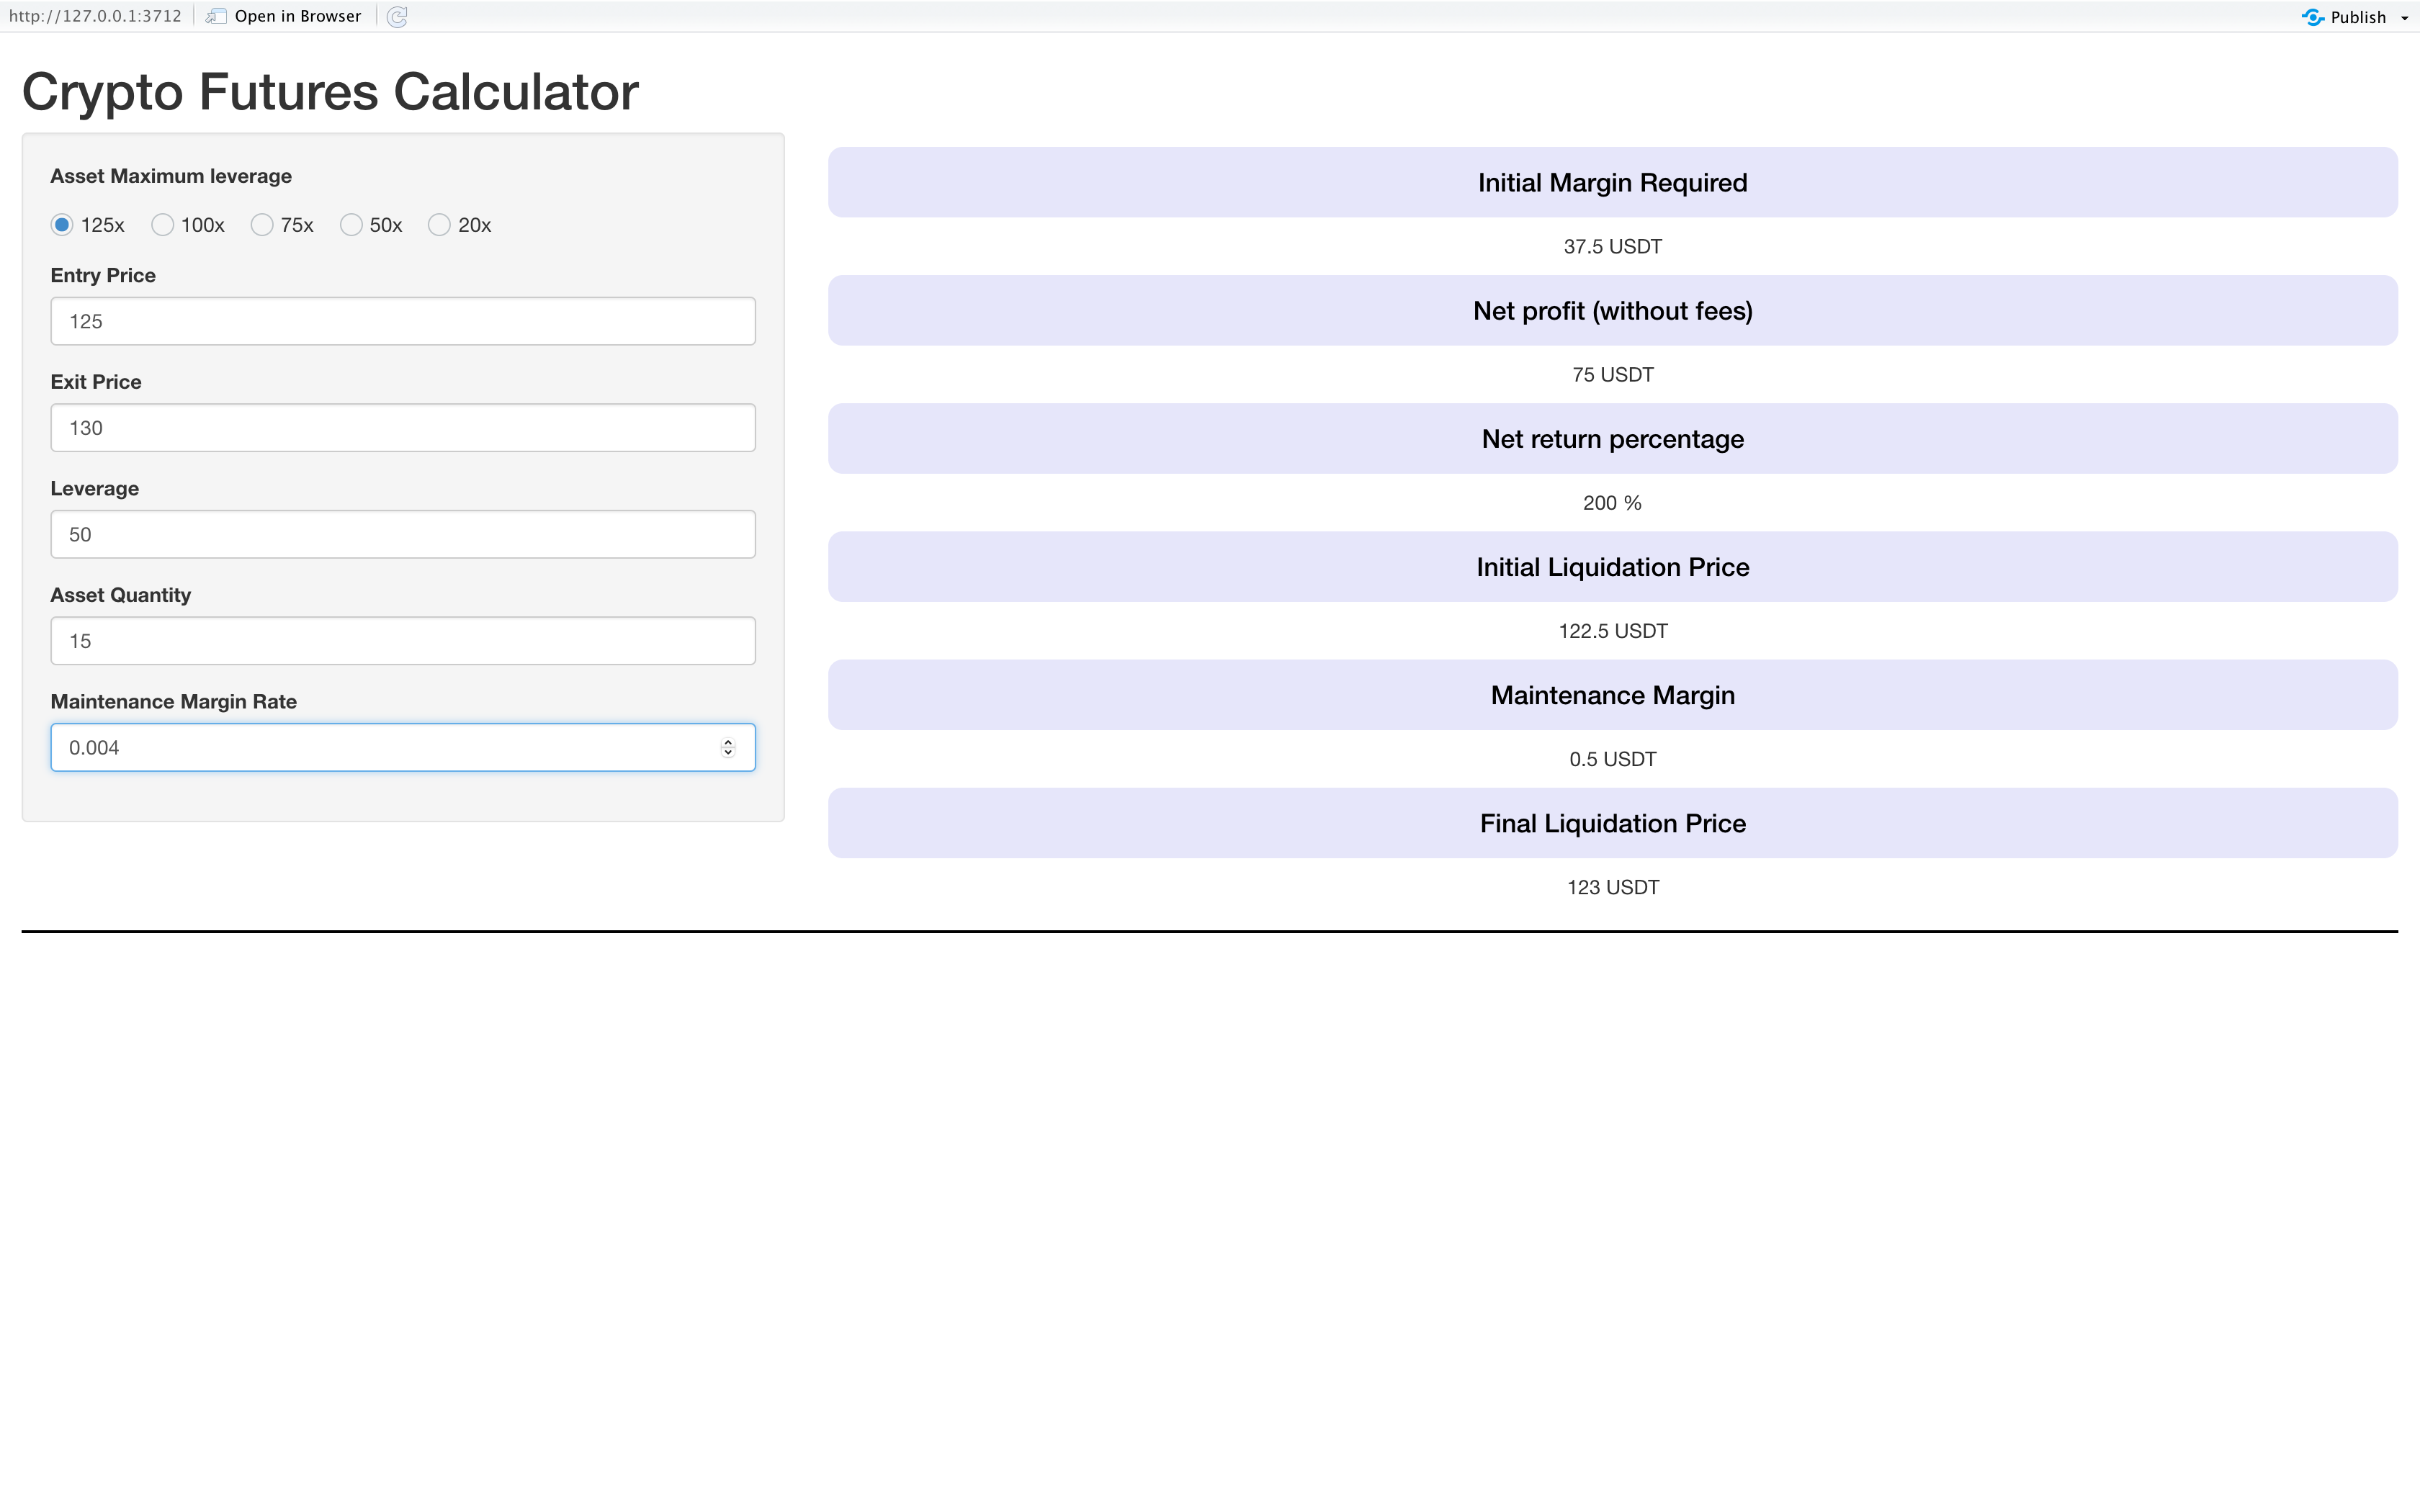 http://127.0.0.1:3712 Open in Browser Publish
Crypto Futures Calculator
Asset Maximum leverage
125x 100x 75x 50x 20x
Entry Price
125
Exit Price
130
Leverage
50
Asset Quantity
15
Maintenance Margin Rate
0.004
Initial Margin Required
37.5 USDT
Net profit (without fees)
75 USDT
Net return percentage
200 %
Initial Liquidation Price
122.5 USDT
Maintenance Margin
0.5 USDT
Final Liquidation Price
123 USDT